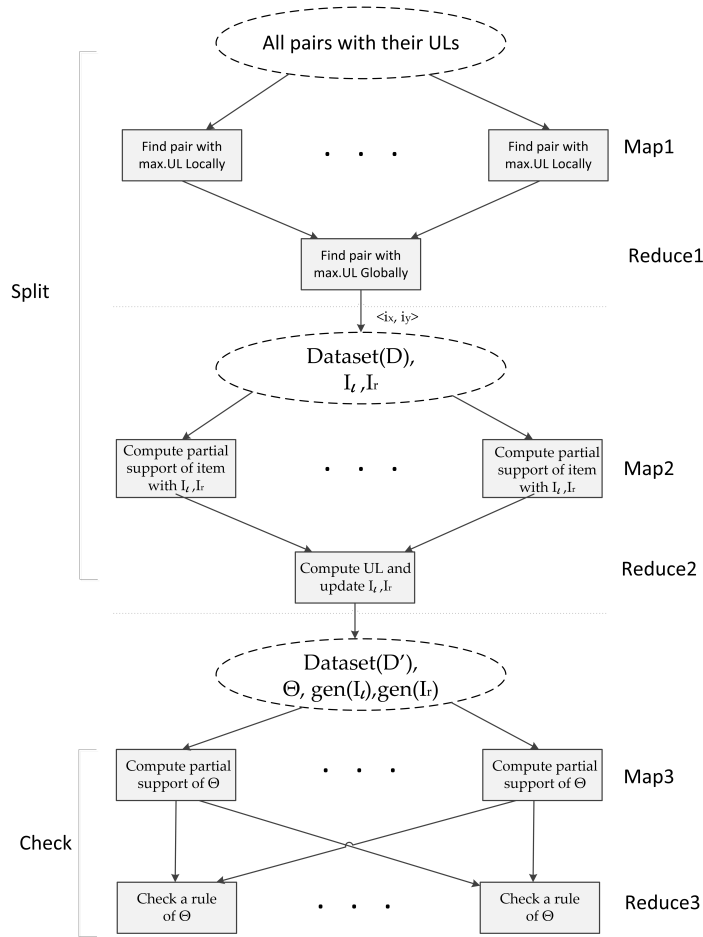 All pairs with their ULs
Find pair with
max.UL Locally
. . .
Find pair with
max.UL Locally
Map1
Find pair with
max.UL Globally
Reduce1
Split
<ix, iy>
Dataset(D),
Iℓ ,Ir
Compute partial
support of item
with Iℓ ,Ir
. . .
Compute partial
support of item
with Iℓ ,Ir
Map2
Compute UL and
update Iℓ ,Ir
Reduce2
Dataset(D’),
Θ, gen(Iℓ),gen(Ir)
Compute partial
support of Θ
. . .
Compute partial
support of Θ
Map3
Check
Check a rule
of Θ
. . .
Check a rule
of Θ
Reduce3